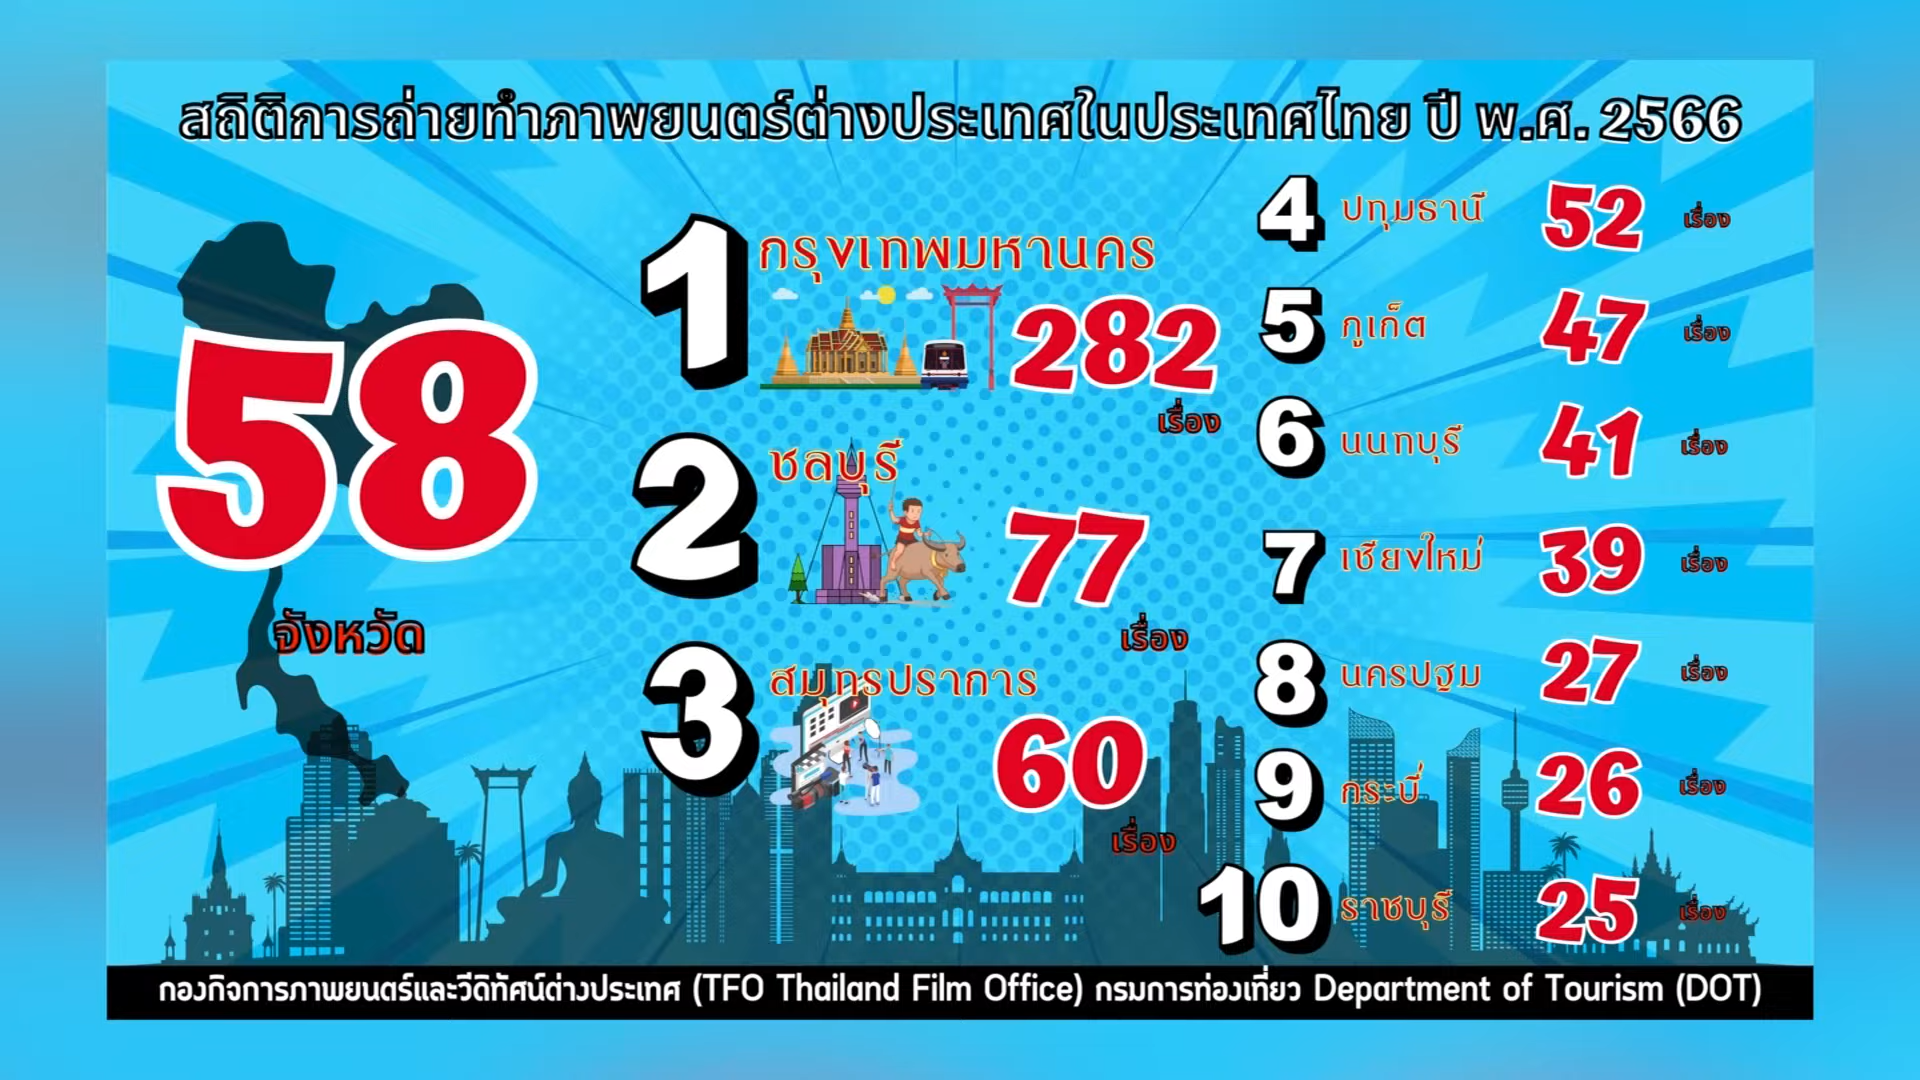 สถิติการถ่ายทำภาพยนตร์ต่างประเทศในประเทศไทย ปี พ.ศ. 2566
58
จังหวัด
1 กรุงเทพมหานคร
282
เรื่อง
2 ชลบุรี
77
เรื่อง
3 สมุทรปราการ
60
เรื่อง
4 ปทุมธานี 52 เรื่อง
5 ภูเก็ต 47 เรื่อง
6 นนทบุรี 41 เรื่อง
7 เชียงใหม่ 39 เรื่อง
8 นครปฐม 27 เรื่อง
9 กระบี่ 26 เรื่อง
10 ราชบุรี 25 เรื่อง
กองกิจการภาพยนตร์และวีดิทัศน์ต่างประเทศ (TFO Thailand Film Office) กรมการท่องเที่ยว Department of Tourism (DOT)